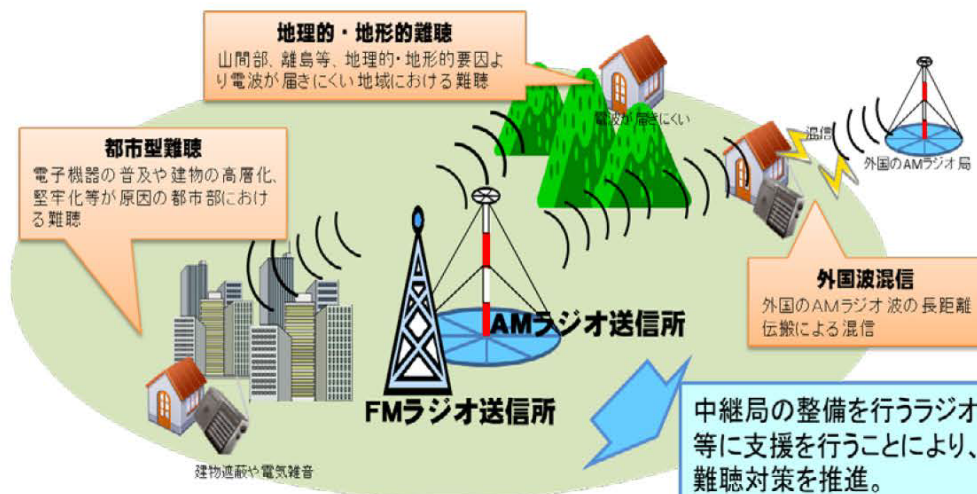 地理的・地形的難聴
山間部、離島等、地理的・地形的要因よ
り電波が届きにくい地域における難聴
電波が届きにくい
混信
外国のAMラジオ局
都市型難聴
電子機器の普及や建物の高層化、
堅牢化等が原因の都市部におけ
る難聴
外国波混信
外国のAMラジオ波の長距離
伝搬による混信
AMラジオ送信所
FMラジオ送信所
建物遮蔽や電気雑音
中継局の整備を行うラジオ
等に支援を行うことにより、
難聴対策を推進。